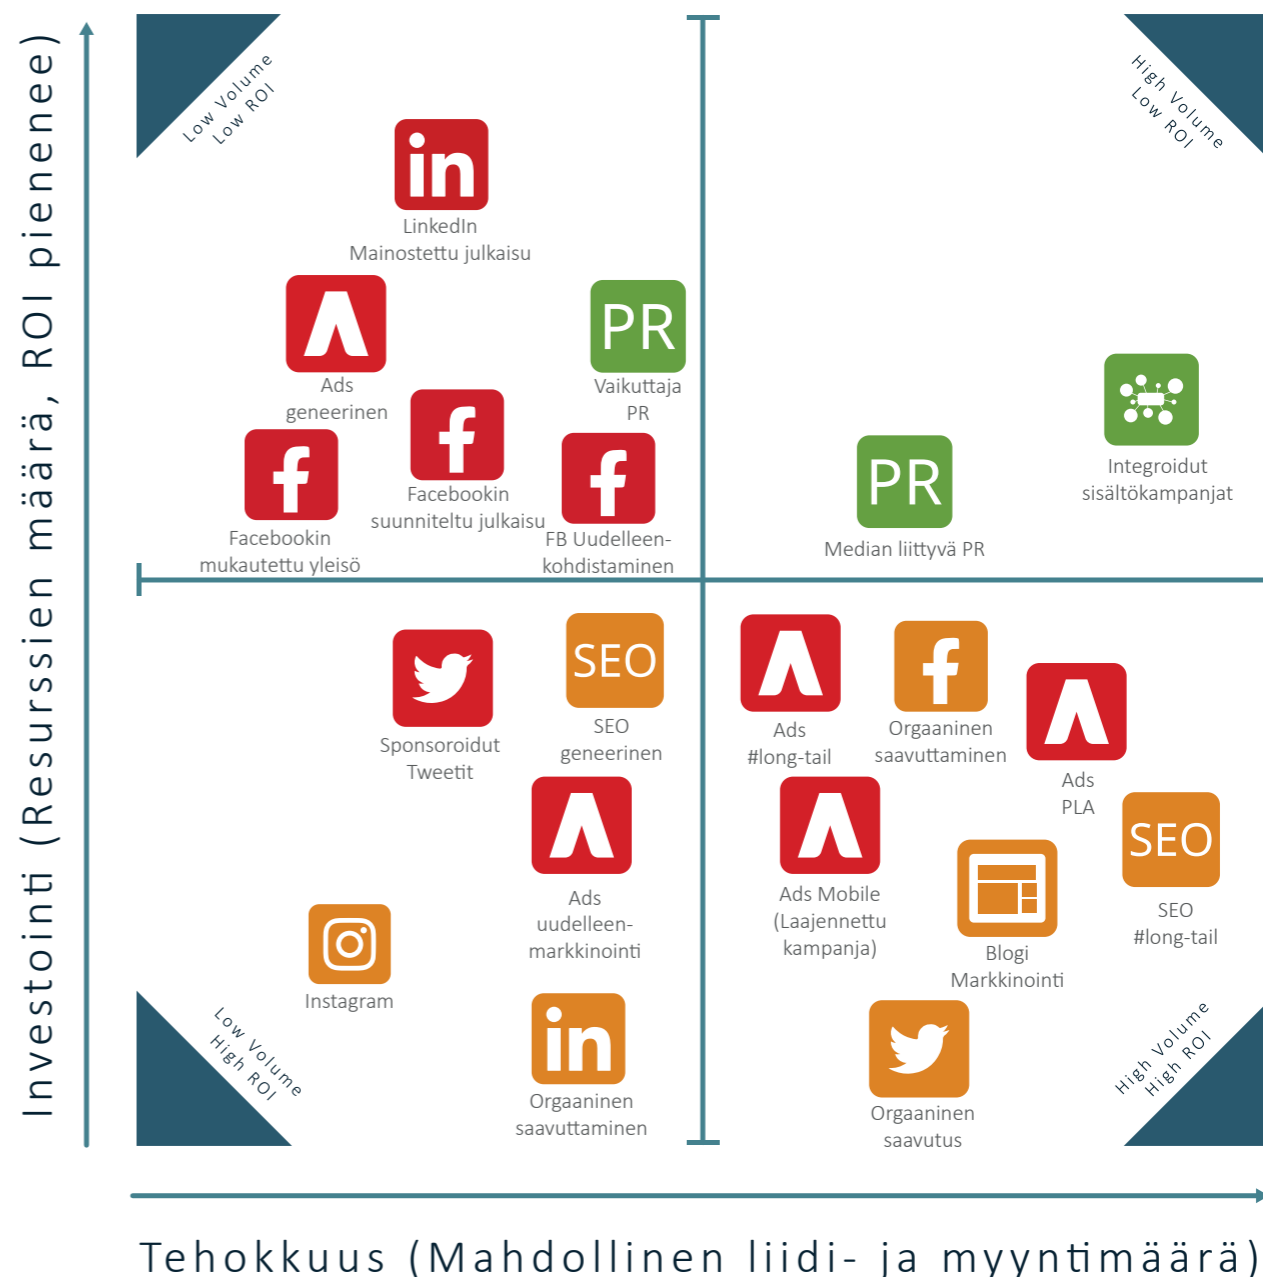 Investointi (Resurssien määrä, ROI pienenee)
Low Volume
Low ROI
High Volume
Low ROI
in
LinkedIn
Mainostettu julkaisu
Ads
geneerinen
PR
Vaikuttaja
PR
Facebookin
mukautettu yleisö
Facebookin
suunniteltu julkaisu
FB Uudelleen-
kohdistaminen
PR
Median liittyvä PR
Integroidut
sisältökampanjat
Sponsoroidut
Tweetit
SEO
SEO
geneerinen
Ads
uudelleen-
markkinointi
Instagram
in
Orgaaninen
saavuttaminen
Low Volume
High ROI
Ads
#long-tail
Orgaaninen
saavuttaminen
Ads
PLA
Ads Mobile
(Laajennettu
kampanja)
Blogi
Markkinointi
SEO
SEO
#long-tail
Orgaaninen
saavutus
High Volume
High ROI
Tehokkuus (Mahdollinen liidi- ja myyntimäärä)